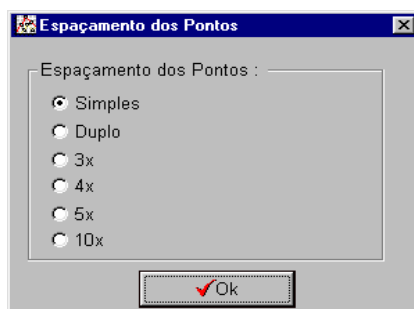 Espaçamento dos Pontos
Espaçamento dos Pontos :
Simples
Duplo
3x
4x
5x
10x
Ok